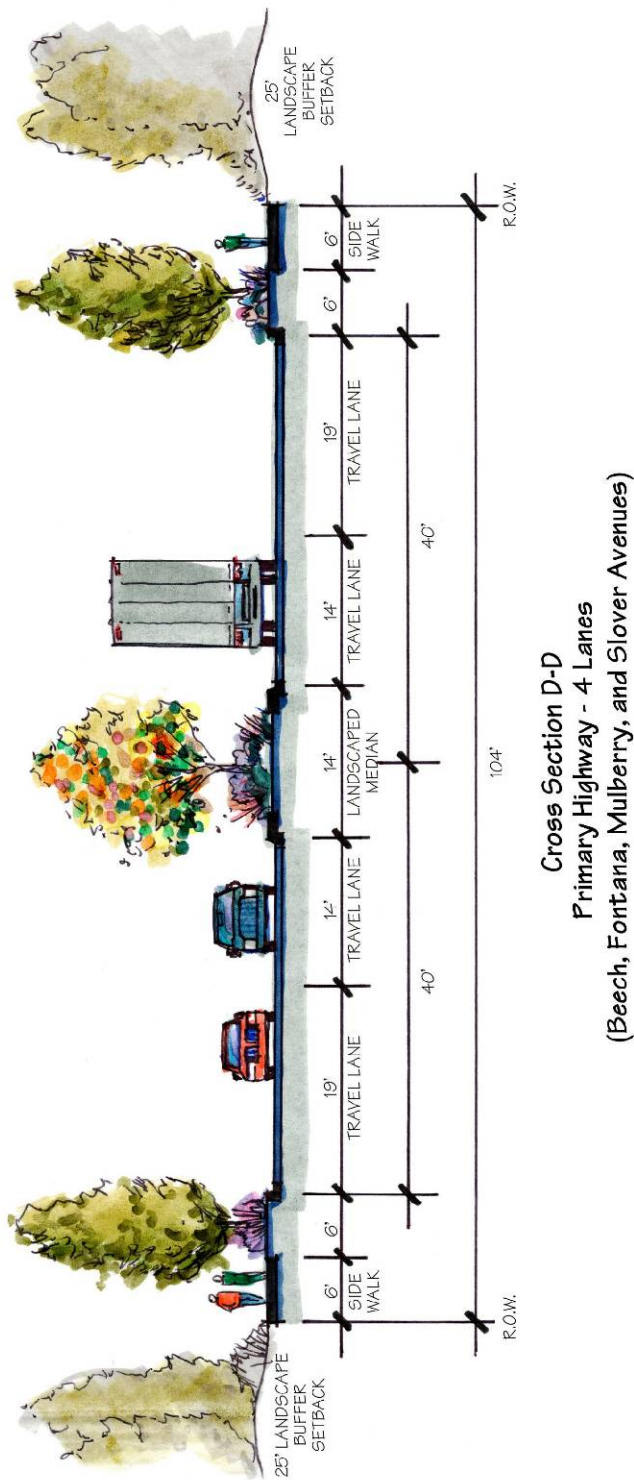 25' LANDSCAPE
BUFFER
SETBACK
25'
LANDSCAPE
BUFFER
SETBACK
6' 6' 19' 14' 14' 14' 19' 6' 6'
SIDE
WALK
TRAVEL LANE
TRAVEL LANE
LANDSCAPED
MEDIAN
TRAVEL LANE
TRAVEL LANE
SIDE
WALK
40' 40'
104'
R.O.W. R.O.W.
Cross Section D-D
Primary Highway - 4 Lanes
(Beech, Fontana, Mulberry, and Slover Avenues)